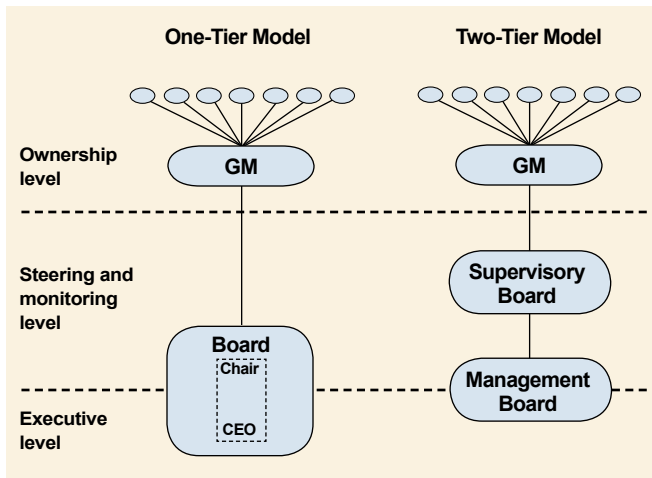 One-Tier Model
Two-Tier Model
Ownership
level
GM
GM
Steering and
monitoring
level
Supervisory
Board
Board
Chair
CEO
Management
Board
Executive
level